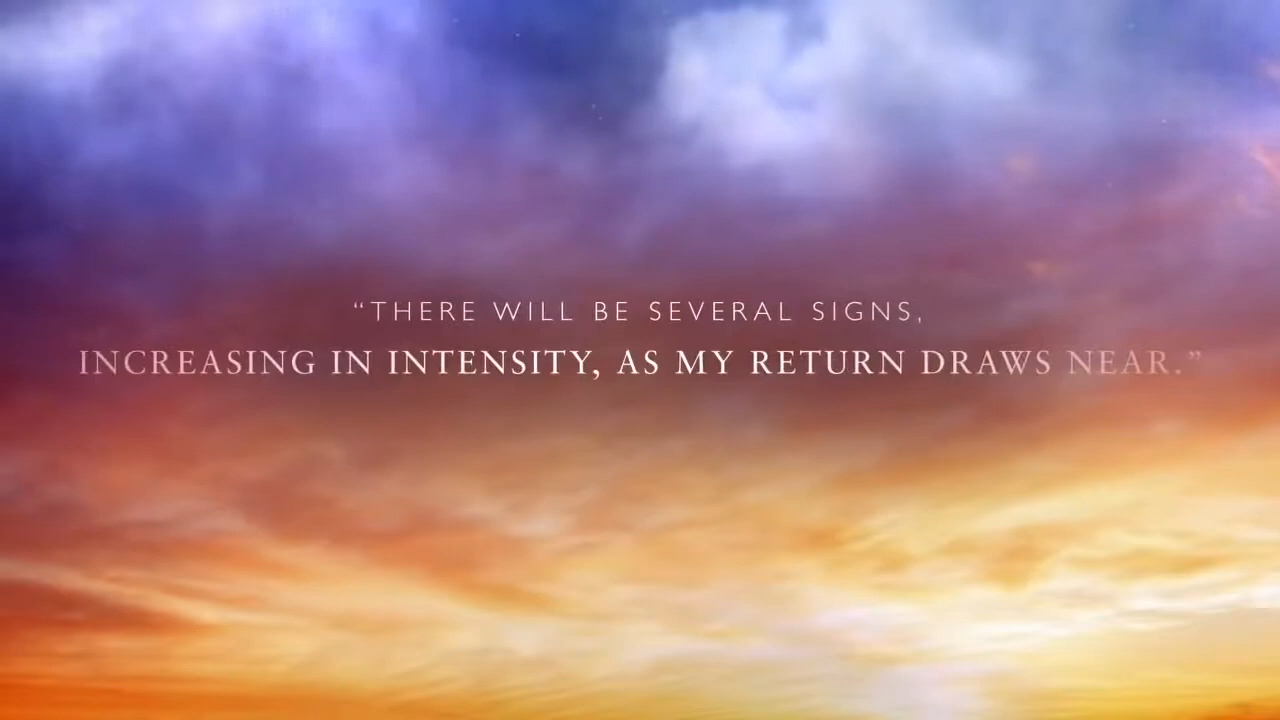 “THERE WILL BE SEVERAL SIGNS,
INCREASING IN INTENSITY, AS MY RETURN DRAWS NEAR.”